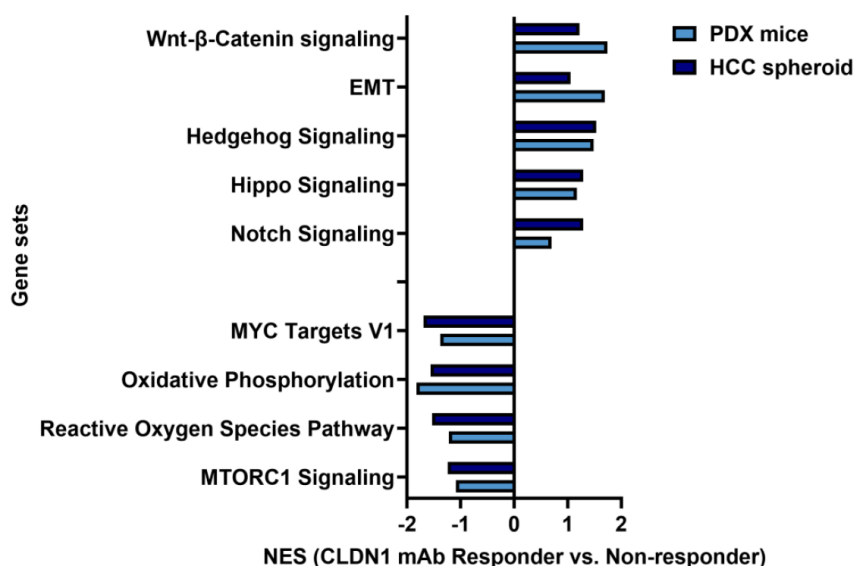 Wnt-β-Catenin signaling
EMT
Hedgehog Signaling
Hippo Signaling
Notch Signaling
MYC Targets V1
Oxidative Phosphorylation
Reactive Oxygen Species Pathway
MTORC1 Signaling
Gene sets
-2 -1 0 1 2
NES (CLDN1 mAb Responder vs. Non-responder)
PDX mice
HCC spheroid